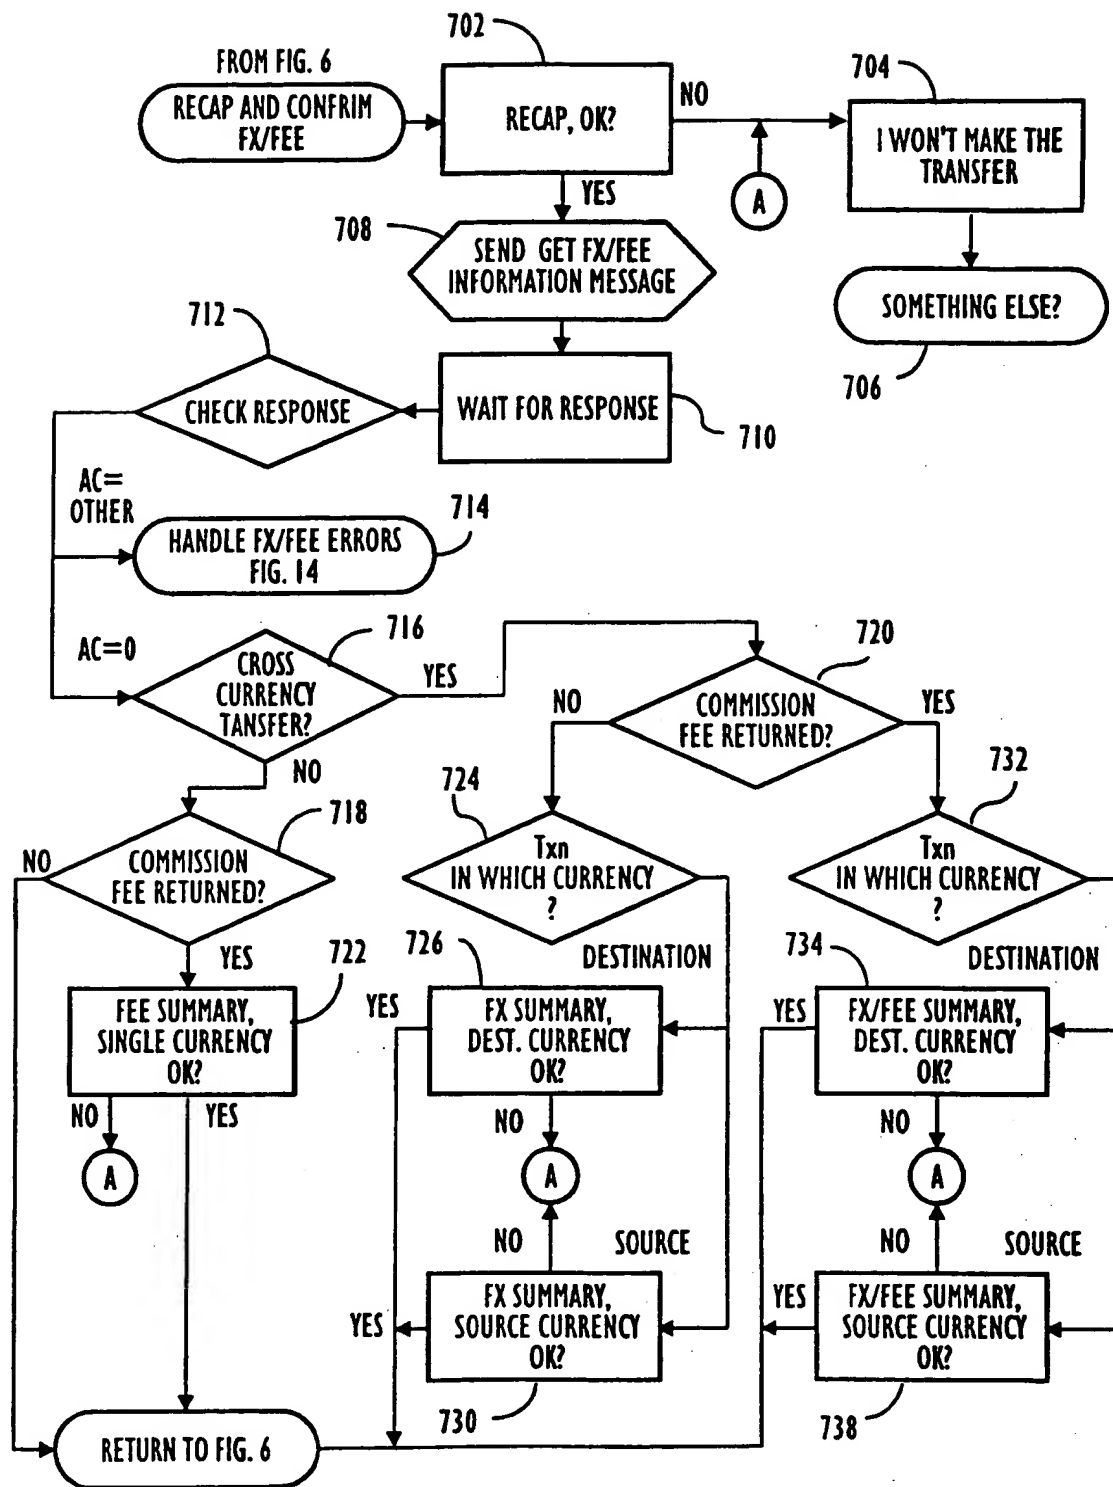 702
FROM FIG. 6
RECAP AND CONFRIM
FX/FEE
RECAP, OK?
NO
704
I WON'T MAKE THE
TRANSFER
A
YES
708
SEND GET FX/FEE
INFORMATION MESSAGE
SOMETHING ELSE?
706
712
CHECK RESPONSE
WAIT FOR RESPONSE
710
AC=
OTHER
HANDLE FX/FEE ERRORS
FIG. 14
714
AC=0
716
CROSS
CURRENCY
TANSFER?
YES
NO
720
COMMISSION
FEE RETURNED?
NO
YES
718
COMMISSION
FEE RETURNED?
NO
YES
724
Txn
IN WHICH CURRENCY
?
732
Txn
IN WHICH CURRENCY
?
722
FEE SUMMARY,
SINGLE CURRENCY
OK?
NO
YES
A
726
DESTINATION
YES
FX SUMMARY,
DEST. CURRENCY
OK?
NO
A
NO
SOURCE
YES
FX SUMMARY,
SOURCE CURRENCY
OK?
730
734
DESTINATION
YES
FX/FEE SUMMARY,
DEST. CURRENCY
OK?
NO
A
NO
SOURCE
YES
FX/FEE SUMMARY,
SOURCE CURRENCY
OK?
738
RETURN TO FIG. 6